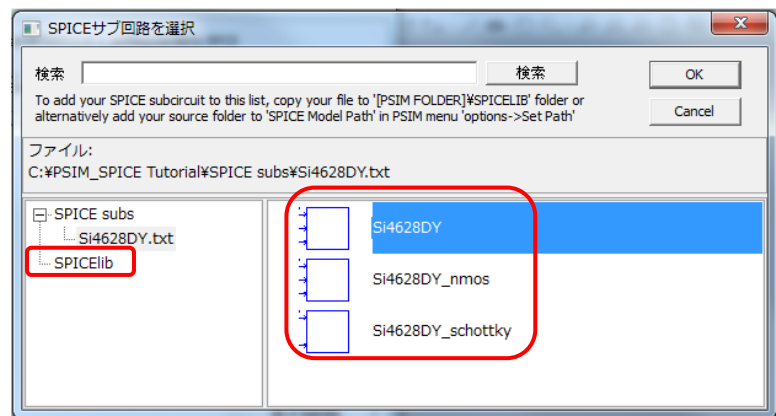 SPICEサブ回路を選択
検索
検索
OK
To add your SPICE subcircuit to this list, copy your file to '[PSIM FOLDER]¥SPICELIB' folder or
alternatively add your source folder to 'SPICE Model Path' in PSIM menu 'options->Set Path'
Cancel
ファイル:
C:¥PSIM_SPICE Tutorial¥SPICE subs¥Si4628DY.txt
SPICE subs
Si4628DY.txt
SPICElib
Si4628DY
Si4628DY_nmos
Si4628DY_schottky